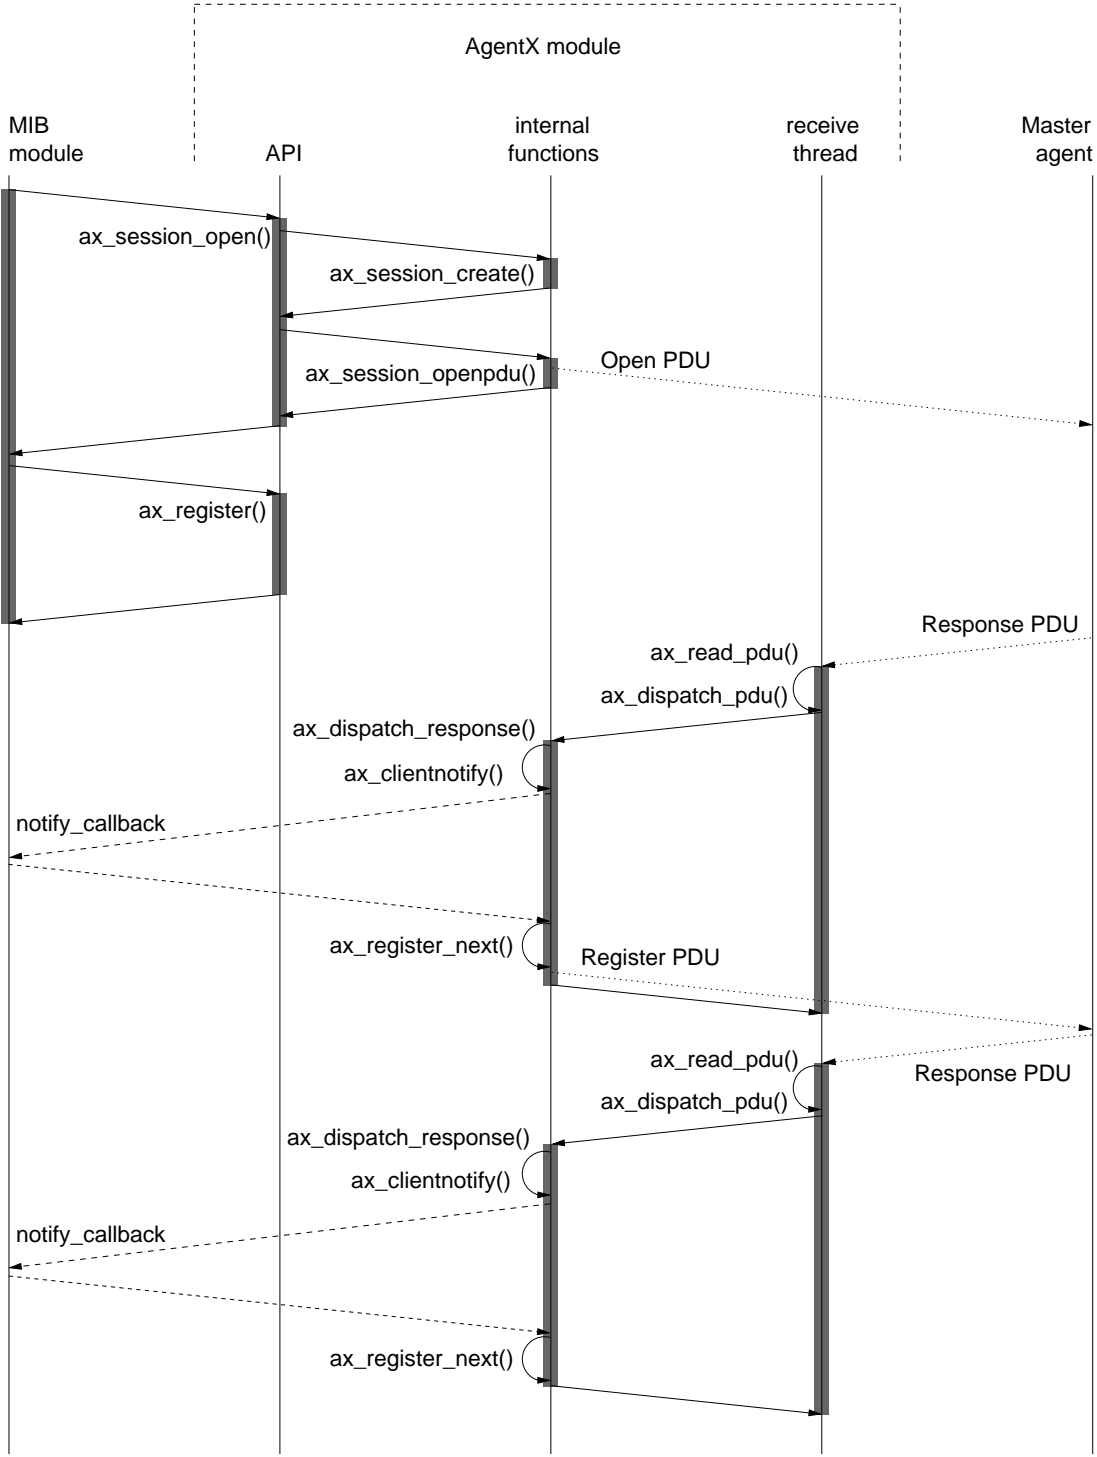 AgentX module
MIB
module
API
internal
functions
receive
thread
Master
agent
ax_session_open()
ax_session_create()
Open PDU
ax_session_openpdu()
ax_register()
Response PDU
ax_read_pdu()
ax_dispatch_pdu()
ax_dispatch_response()
ax_clientnotify()
notify_callback
ax_register_next()
Register PDU
ax_read_pdu()
Response PDU
ax_dispatch_pdu()
ax_dispatch_response()
ax_clientnotify()
notify_callback
ax_register_next()